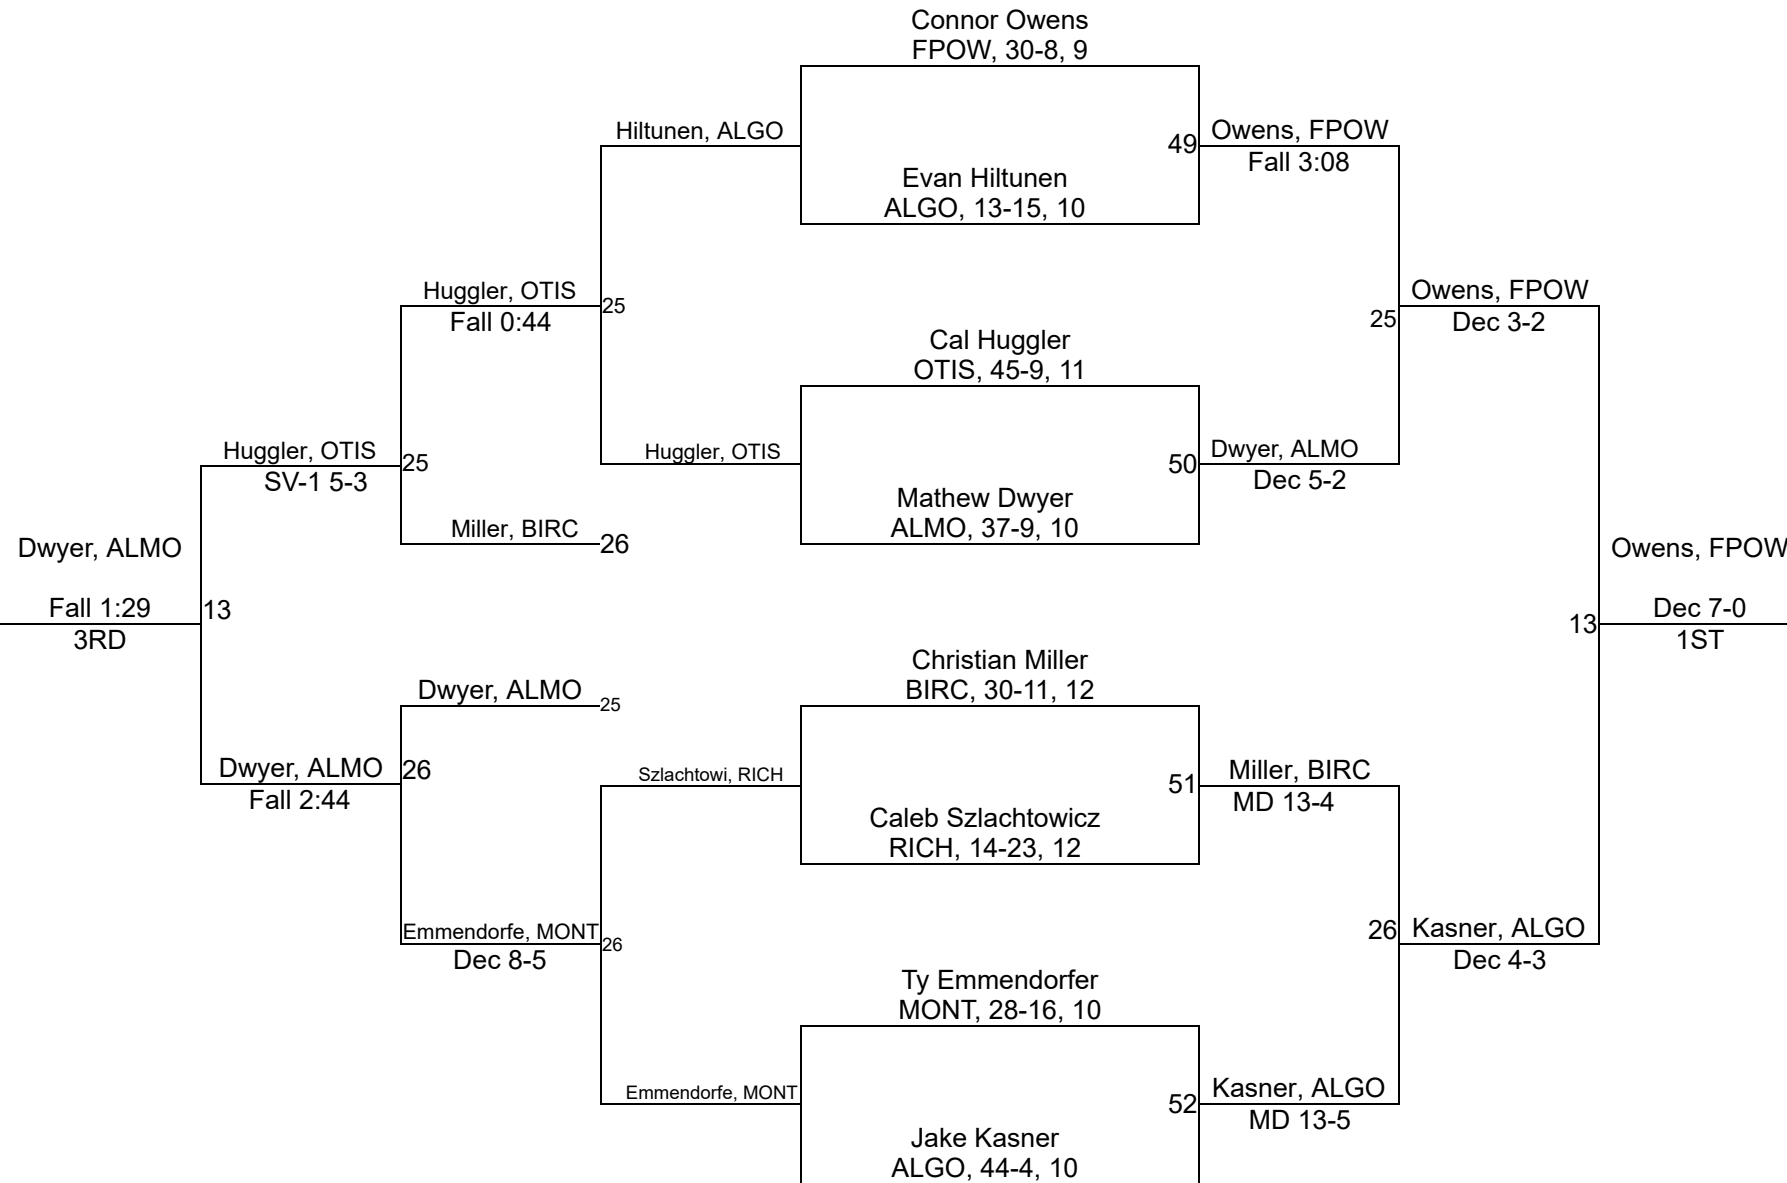 Connor Owens
FPOW, 30-8, 9
Hiltunen, ALGO
49
Owens, FPOW
Fall 3:08
Evan Hiltunen
ALGO, 13-15, 10
Huggler, OTIS
Fall 0:44
25
Owens, FPOW
Dec 3-2
25
Cal Huggler
OTIS, 45-9, 11
Huggler, OTIS
SV-1 5-3
25
Huggler, OTIS
50
Dwyer, ALMO
Dec 5-2
Mathew Dwyer
ALMO, 37-9, 10
Miller, BIRC
26
Dwyer, ALMO
Fall 1:29
3RD
13
Owens, FPOW
13
Dec 7-0
1ST
Christian Miller
BIRC, 30-11, 12
Dwyer, ALMO
25
Dwyer, ALMO
Fall 2:44
26
Szlachtowi, RICH
51
Miller, BIRC
MD 13-4
Caleb Szlachtowicz
RICH, 14-23, 12
Emmendorfe, MONT
Dec 8-5
26
26
Kasner, ALGO
Dec 4-3
Ty Emmendorfer
MONT, 28-16, 10
Emmendorfe, MONT
52
Kasner, ALGO
MD 13-5
Jake Kasner
ALGO, 44-4, 10